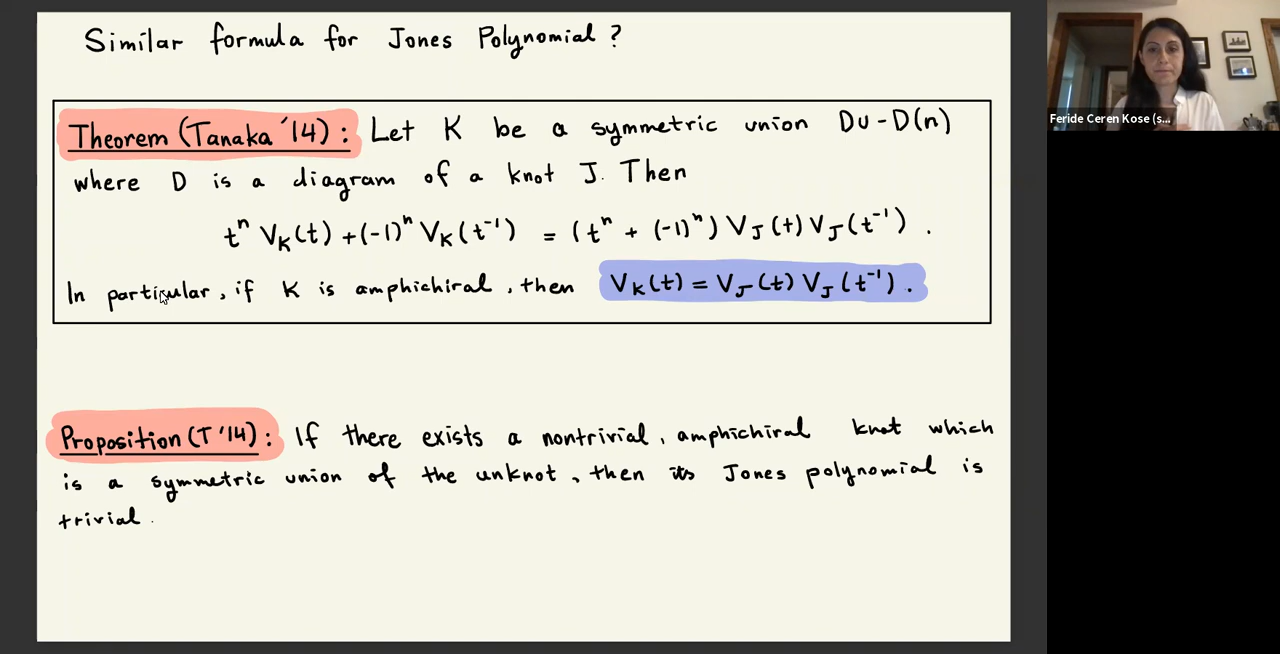 Similar formula for Jones Polynomial ?
Theorem (Tanaka '14) : Let K be a symmetric union D∪-D(n)
where D is a diagram of a knot J. Then
tⁿ V_K(t) + (-1)ⁿ V_K(t⁻¹) = (tⁿ + (-1)ⁿ) V_J(t) V_J(t⁻¹) .
In particular, if K is amphichiral, then V_K(t) = V_J(t) V_J(t⁻¹) .
Proposition (T '14) : If there exists a nontrivial, amphichiral knot which
is a symmetric union of the unknot, then its Jones polynomial is
trivial.
Feride Ceren Kose (s...